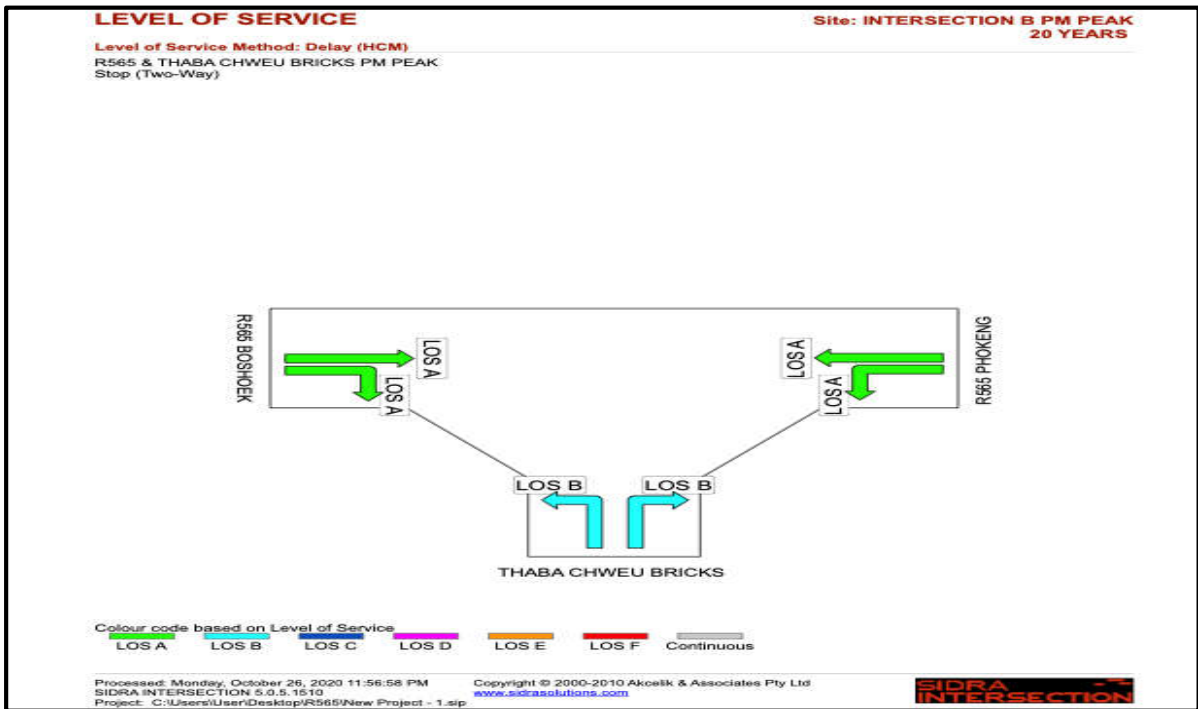 LEVEL OF SERVICE
Site: INTERSECTION B PM PEAK
20 YEARS
Level of Service Method: Delay (HCM)
R565 & THABA CHWEU BRICKS PM PEAK
Stop (Two-Way)
R565 BOSHOEK
LOS A
LOS A
LOS A
LOS A
R565 PHOKENG
LOS B
LOS B
THABA CHWEU BRICKS
Colour code based on Level of Service
LOS A LOS B LOS C LOS D LOS E LOS F Continuous
Processed: Monday, October 26, 2020 11:56:58 PM
SIDRA INTERSECTION 5.0.5.1510
Project: C:\Users\User\Desktop\R565\New Project - 1.sip
Copyright © 2000-2010 Akcelik & Associates Pty Ltd
www.sidrasolutions.com
SIDRA
INTERSECTION